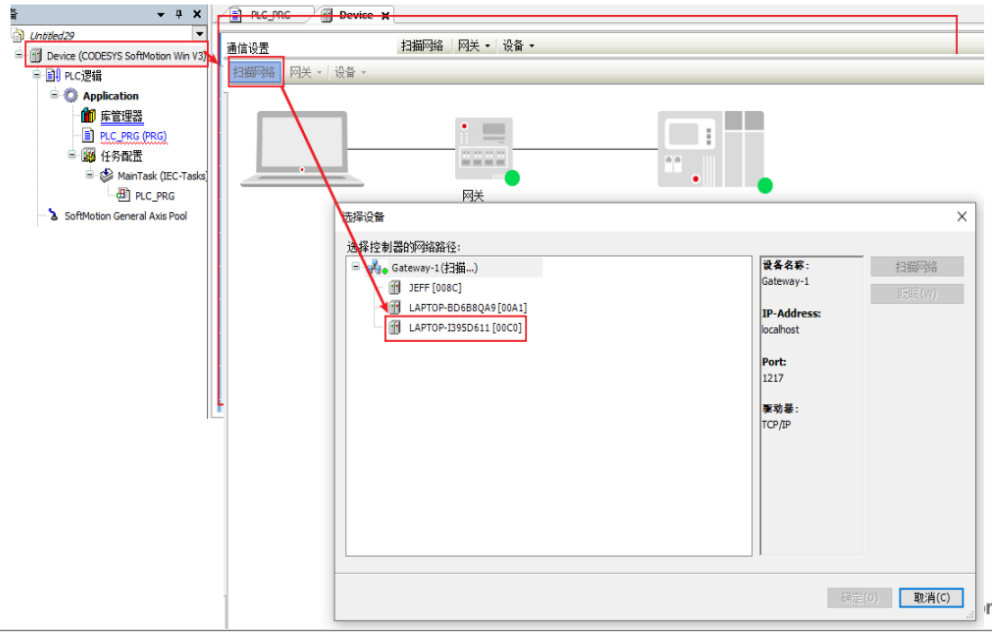 PLC_PRG
Device
Untitled29
Device (CODESYS SoftMotion Win V3)
PLC逻辑
Application
库管理器
PLC_PRG (PRG)
任务配置
MainTask (IEC-Tasks)
PLC_PRG
SoftMotion General Axis Pool
通信设置
扫描网络 网关 设备
扫描网络 网关 设备
网关
选择设备
选择控制器的网络路径:
Gateway-1(扫描...)
JEFF [008C]
LAPTOP-BD6B8QA9 [00A1]
LAPTOP-I395D611 [00C0]
设备名称:
Gateway-1
IP-Address:
localhost
Port:
1217
驱动器:
TCP/IP
扫描网络
(W)
确定(O) 取消(C)